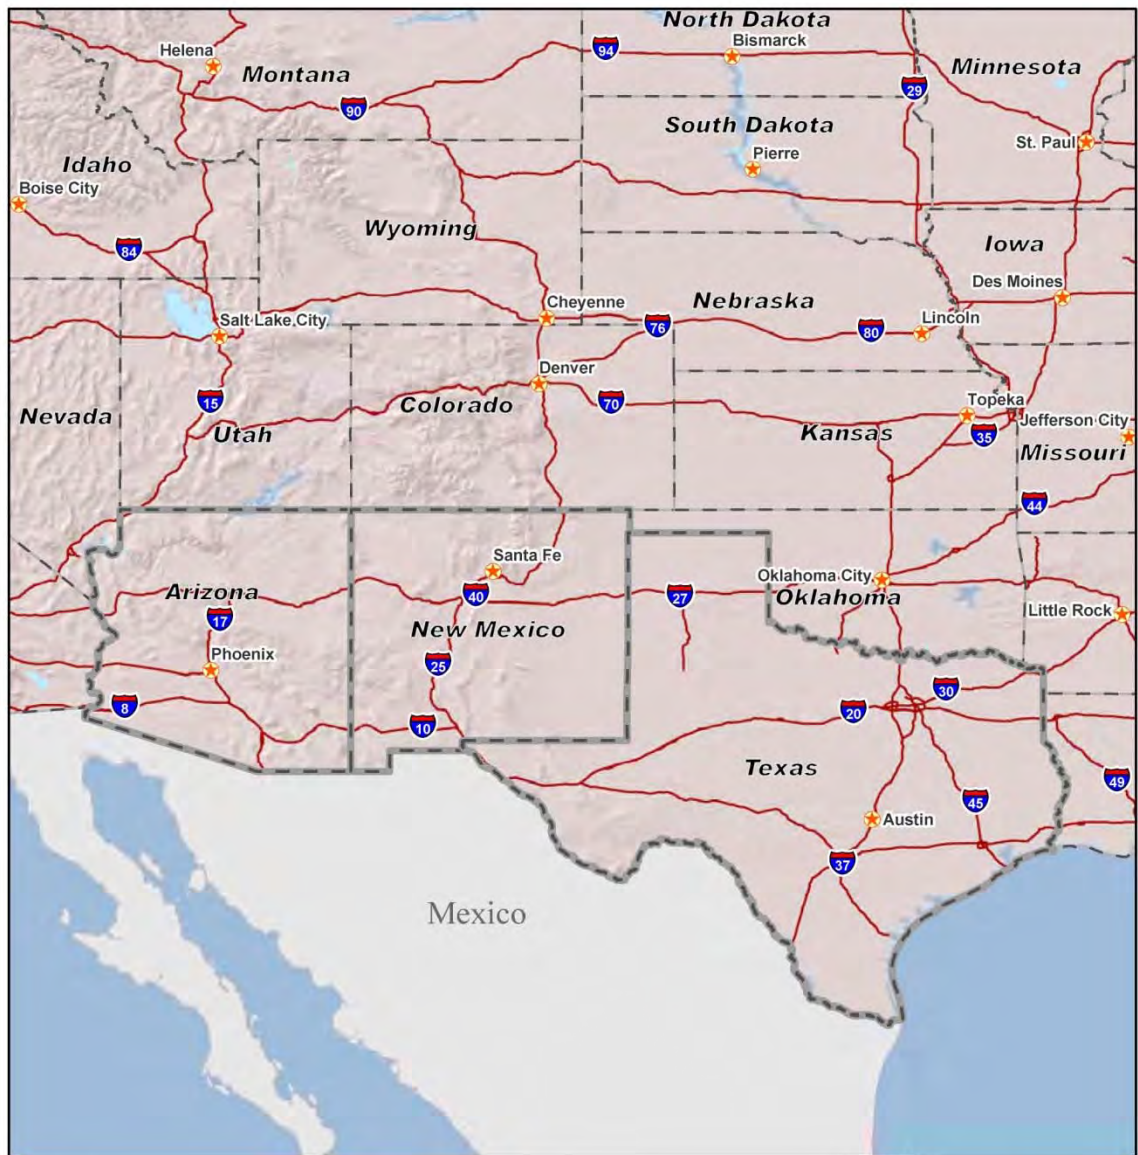 North Dakota
Bismarck
Helena
94
Montana
Minnesota
29
90
South Dakota
St. Paul
Pierre
Idaho
Boise City
Wyoming
84
Iowa
Des Moines
Cheyenne
Nebraska
Salt Lake City
76
80
Lincoln
Denver
15
70
Topeka
Colorado
Nevada
Utah
Kansas
35
Jefferson City
Missouri
44
Santa Fe
Oklahoma City
Arizona
40
27
Oklahoma
17
Little Rock
New Mexico
Phoenix
25
30
8
10
20
Texas
49
45
Austin
37
Mexico